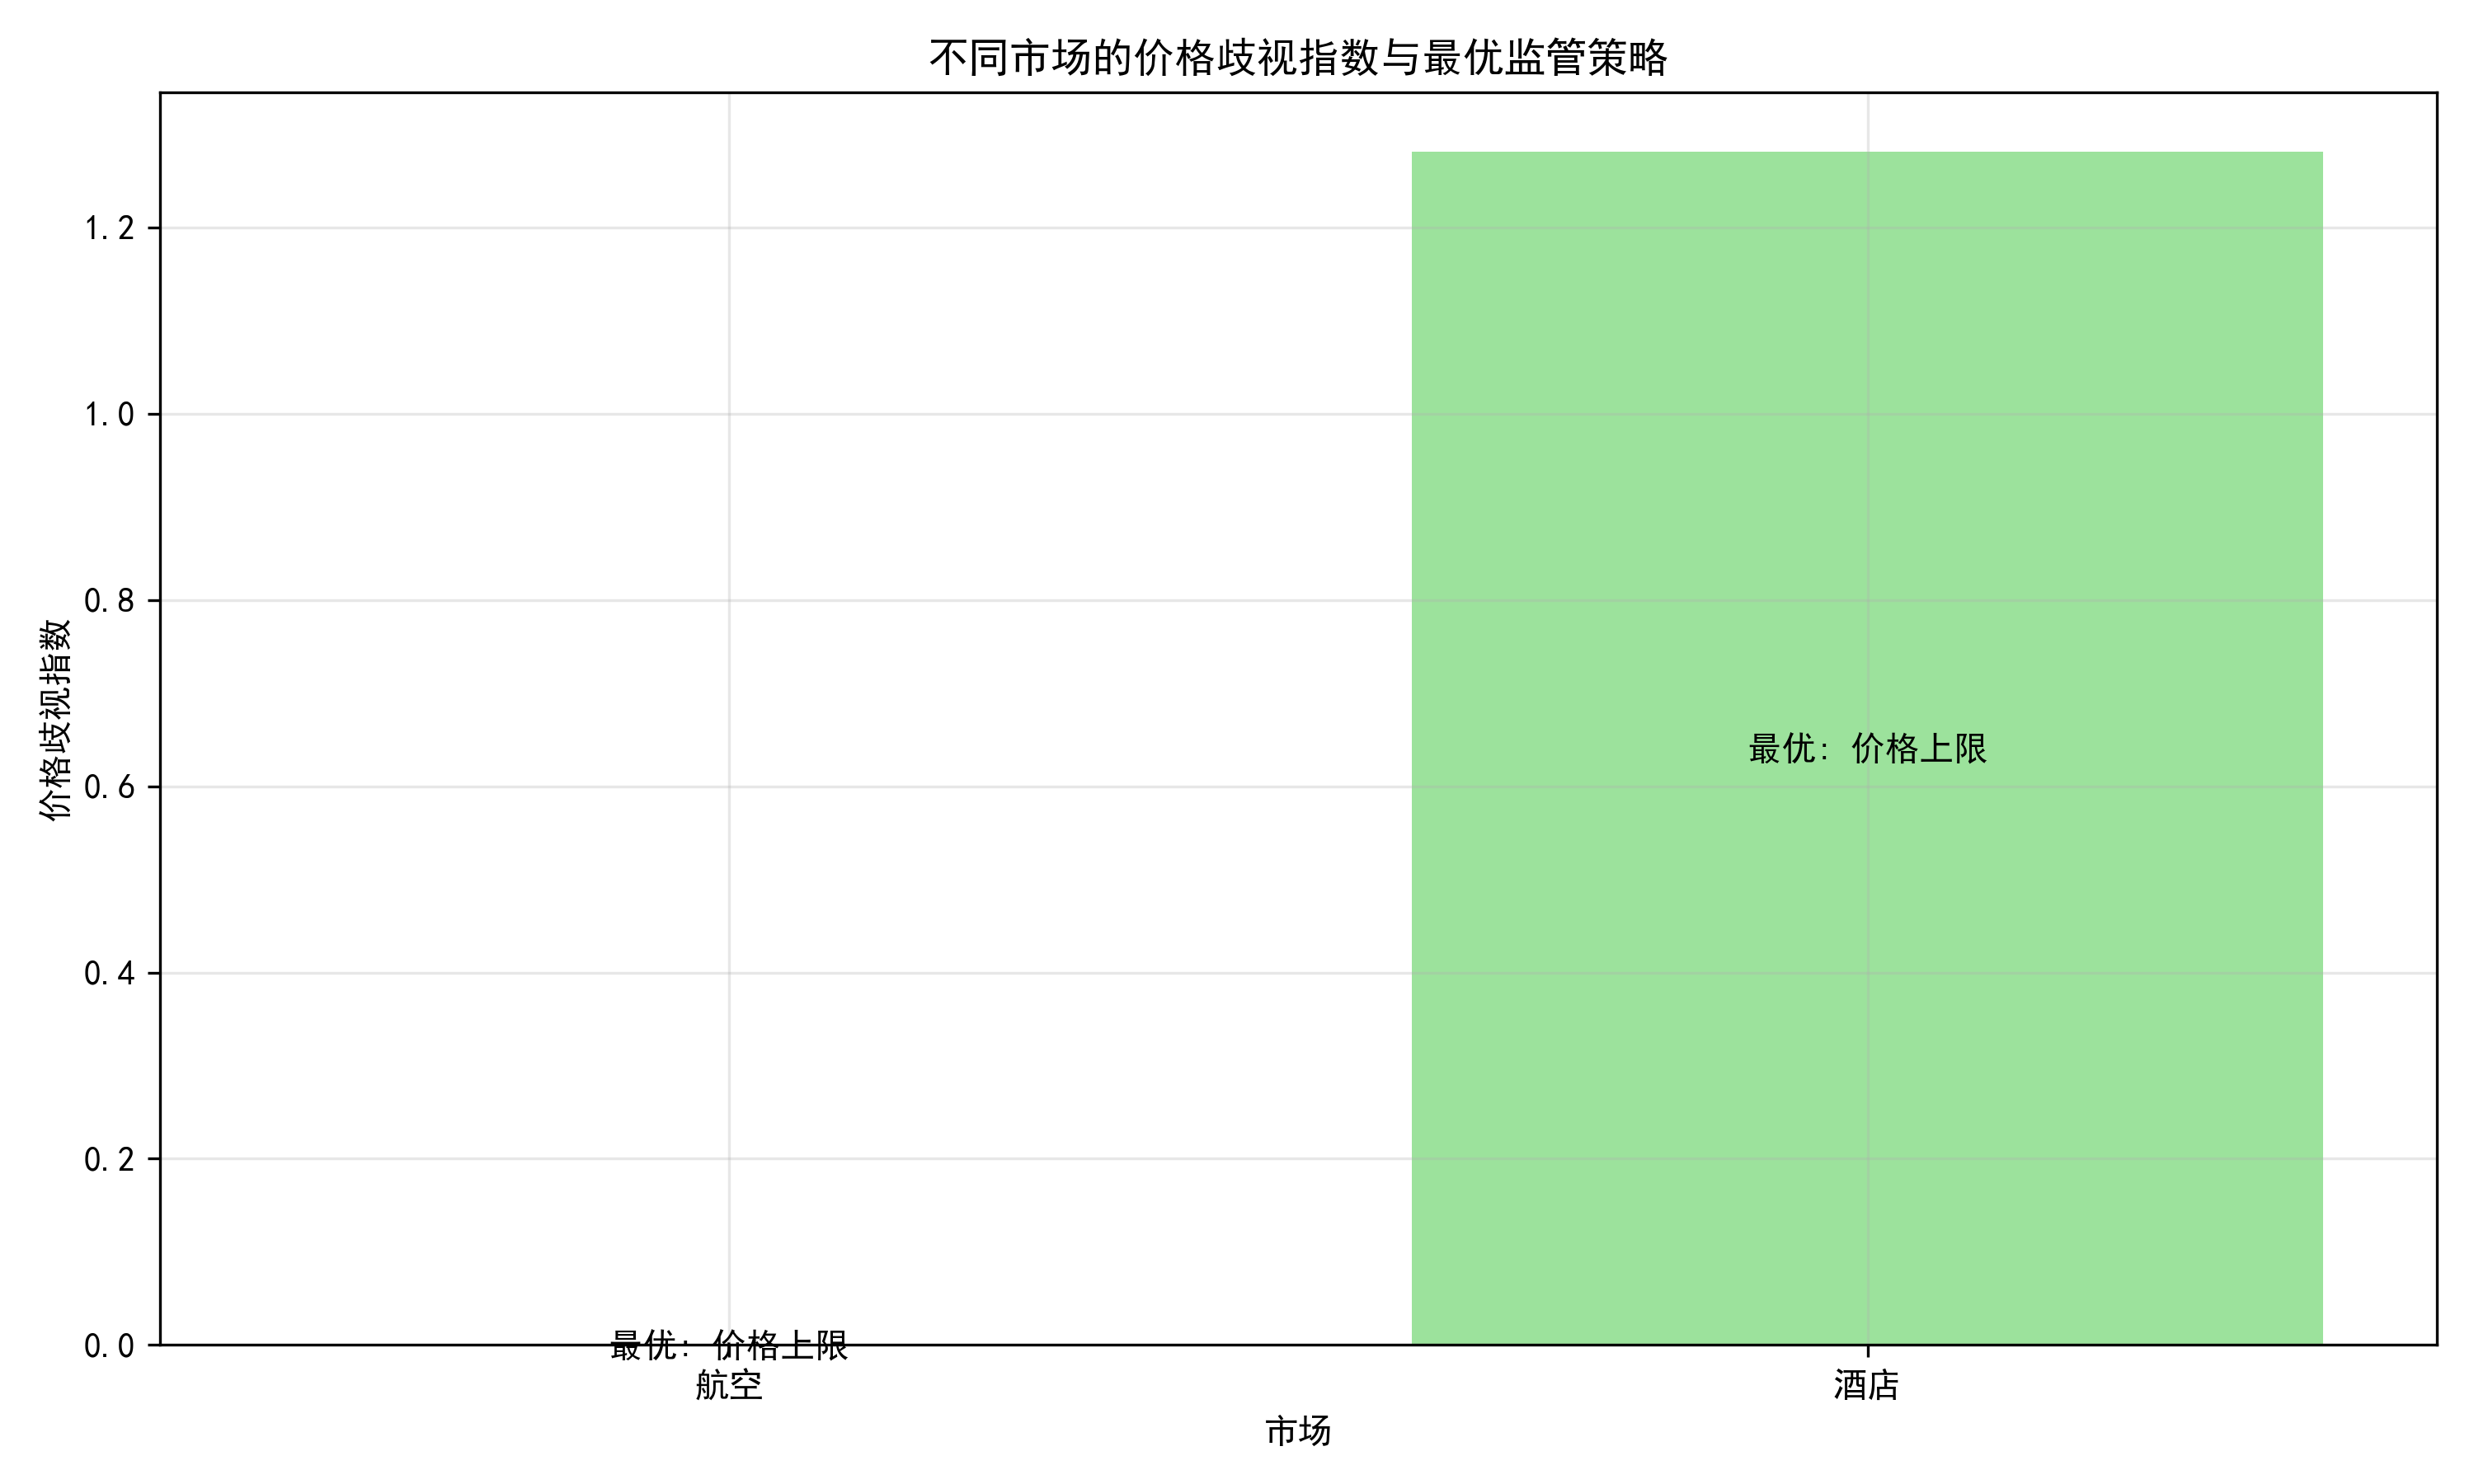 不同市场的价格歧视指数与最优监管策略
价格歧视指数
1.2
1.0
0.8
0.6
0.4
0.2
0.0
最优: 价格上限
最优: 价格上限
航空
酒店
市场